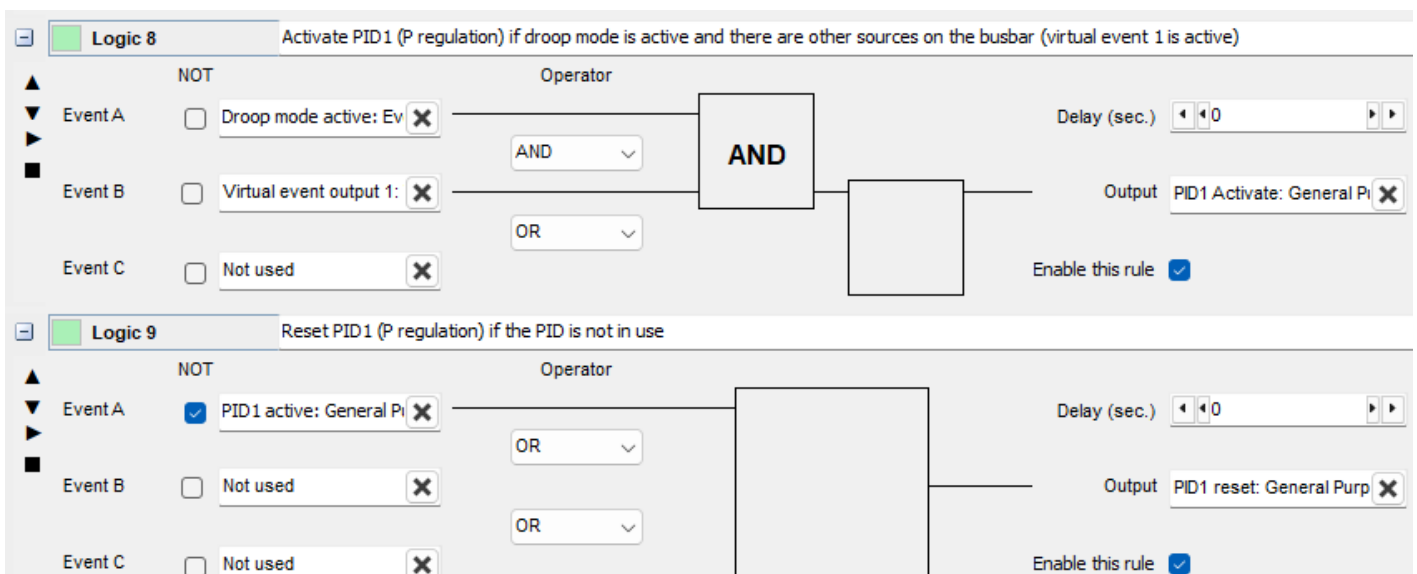 Logic 8 Activate PID1 (P regulation) if droop mode is active and there are other sources on the busbar (virtual event 1 is active)
NOT Operator
Event A Droop mode active: Ev Delay (sec.) 0
AND AND
Event B Virtual event output 1: Output PID1 Activate: General Pu
OR
Event C Not used Enable this rule
Logic 9 Reset PID1 (P regulation) if the PID is not in use
NOT Operator
Event A PID1 active: General Pu Delay (sec.) 0
OR
Event B Not used Output PID1 reset: General Purp
OR
Event C Not used Enable this rule